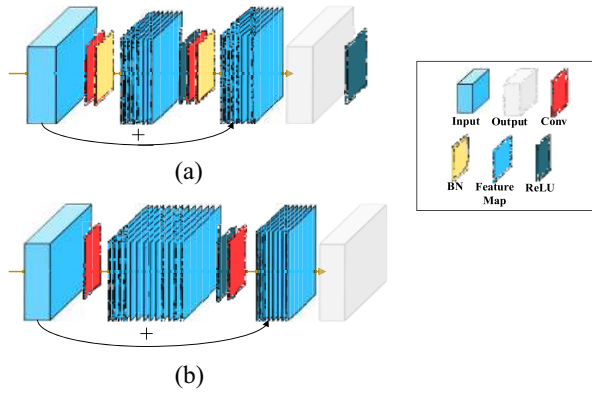 +
(a)
+
(b)
Input
Output
Conv
BN
Feature
Map
ReLU